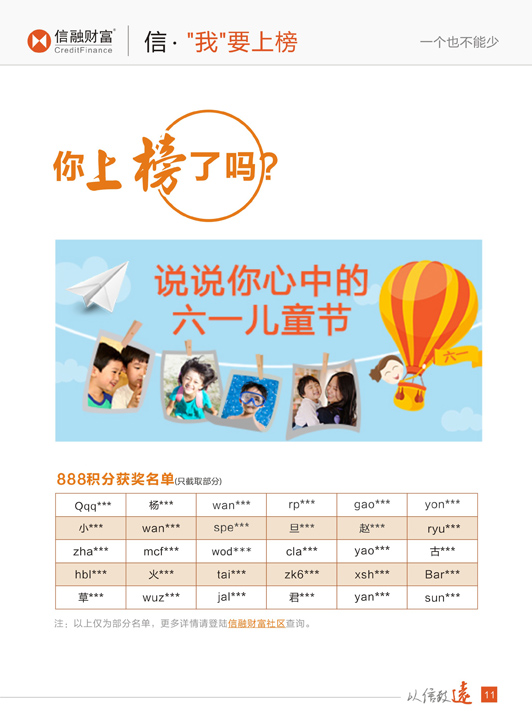 信融财富®
CreditFinance
信·"我"要上榜
一个也不能少
你上榜了吗?
说说你心中的
六一儿童节
六一
888积分获奖名单(只截取部分)
Qqq*** 杨*** wan*** rp*** gao*** yon***
小*** wan*** spe*** 旦*** 赵*** ryu***
zha*** mcf*** wod*** cla*** yao*** 古***
hbl*** 火*** tai*** zk6*** xsh*** Bar***
草*** wuz*** jal*** 君*** yan*** sun***
注：以上仅为部分名单，更多详情请登陆信融财富社区查询。
以信致遠
11